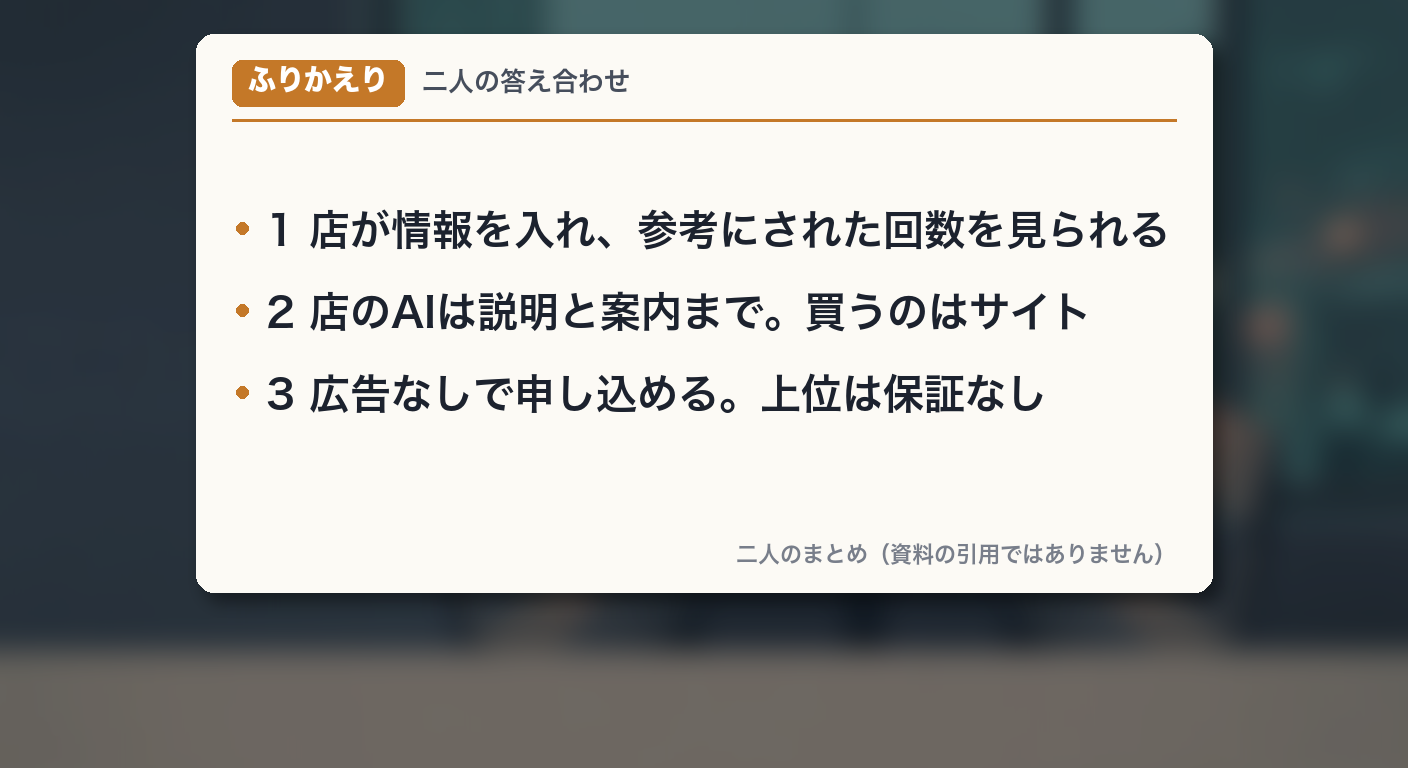 ふりかえり 二人の答え合わせ
• 1 店が情報を入れ、参考にされた回数を見られる
• 2 店のAIは説明と案内まで。買うのはサイト
• 3 広告なしで申し込める。上位は保証なし
二人のまとめ（資料の引用ではありません）